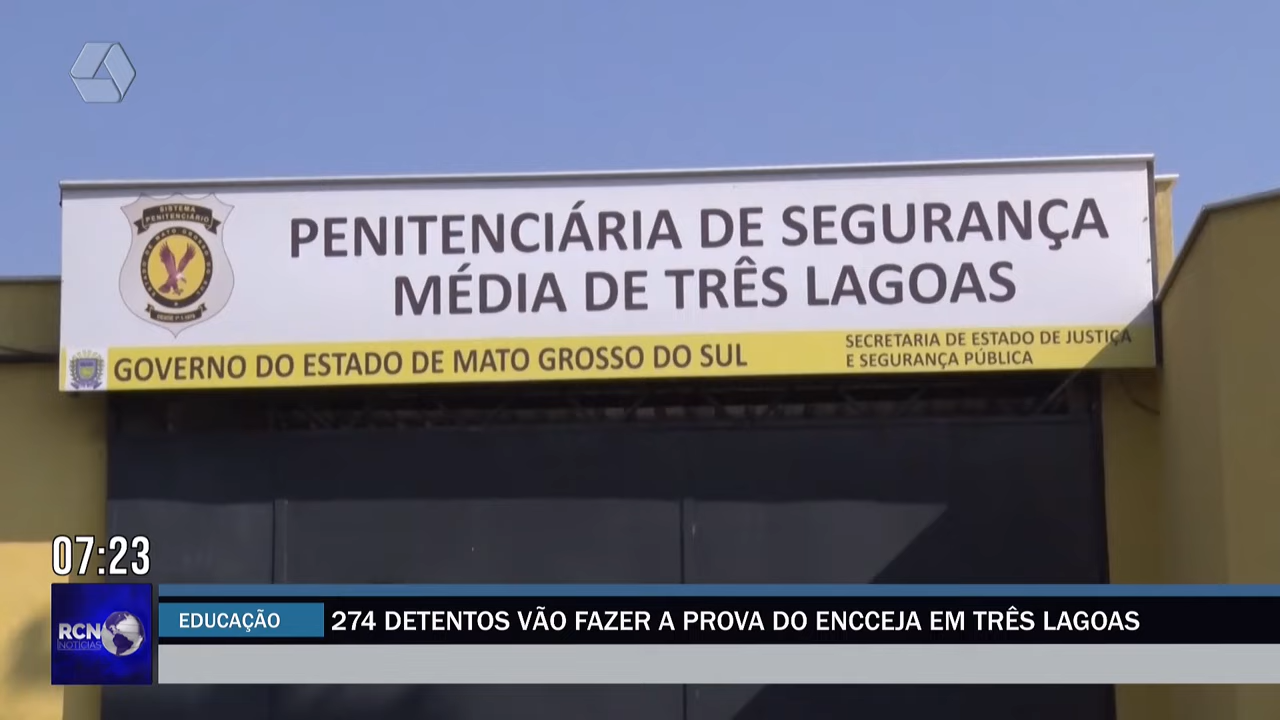 SISTEMA
PENITENCIÁRIO
PENITENCIÁRIA DE SEGURANÇA
MÉDIA DE TRÊS LAGOAS
GOVERNO DO ESTADO DE MATO GROSSO DO SUL
SECRETARIA DE ESTADO DE JUSTIÇA
E SEGURANÇA PÚBLICA
07:23
RCN
NOTÍCIAS
EDUCAÇÃO
274 DETENTOS VÃO FAZER A PROVA DO ENCCEJA EM TRÊS LAGOAS